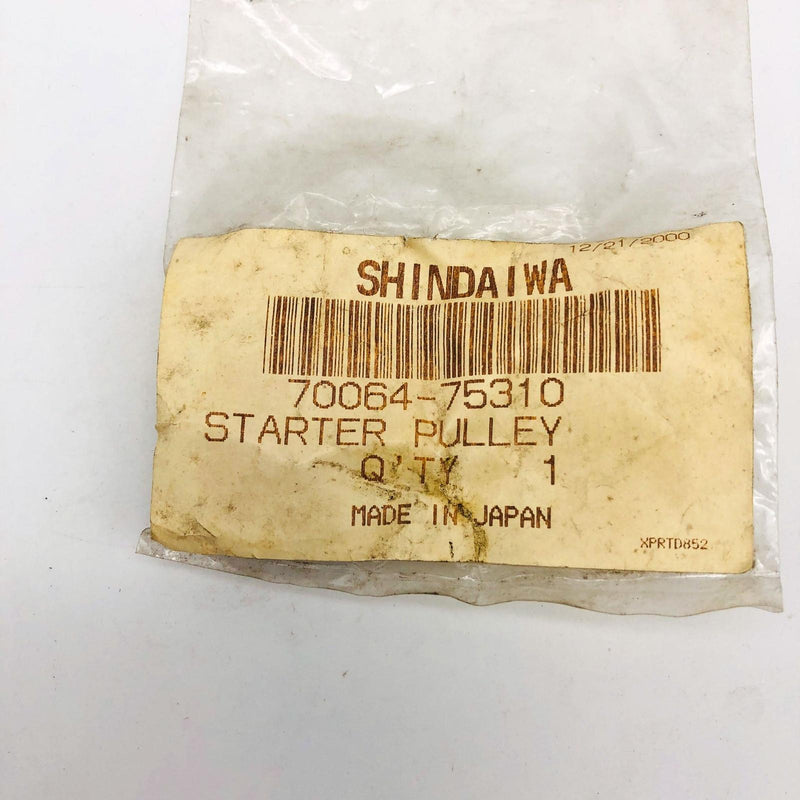 12/21/2000
SHINDAIWA
70064-75310
STARTER PULLEY
Q'TY 1
MADE IN JAPAN
XPRTD852